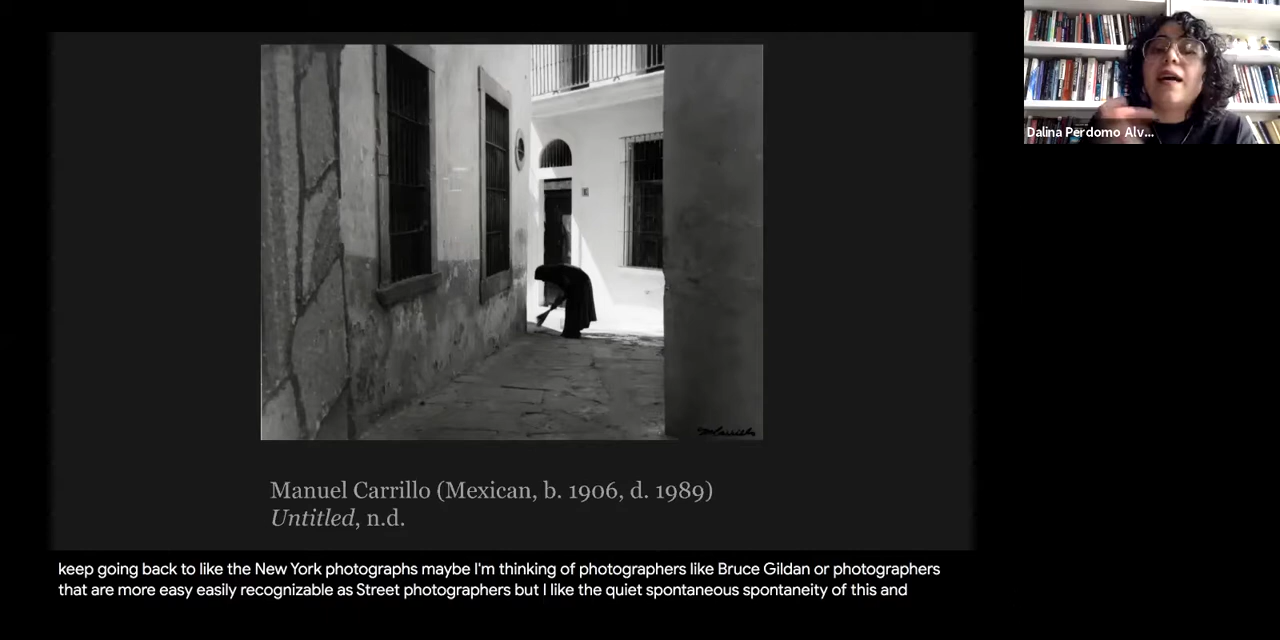 Dalina Perdomo Alv...
Manuel Carrillo (Mexican, b. 1906, d. 1989)
Untitled, n.d.
keep going back to like the New York photographs maybe I'm thinking of photographers like Bruce Gildan or photographers
that are more easy easily recognizable as Street photographers but I like the quiet spontaneous spontaneity of this and